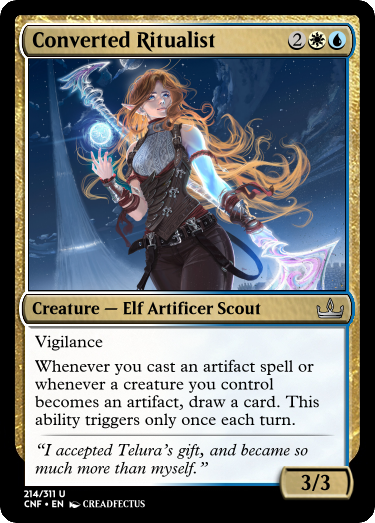 Converted Ritualist 2
Creature — Elf Artificer Scout
Vigilance
Whenever you cast an artifact spell or
whenever a creature you control
becomes an artifact, draw a card. This
ability triggers only once each turn.
“I accepted Telura’s gift, and became so
much more than myself.”
3/3
214/311 U
CNF • EN CREADFECTUS